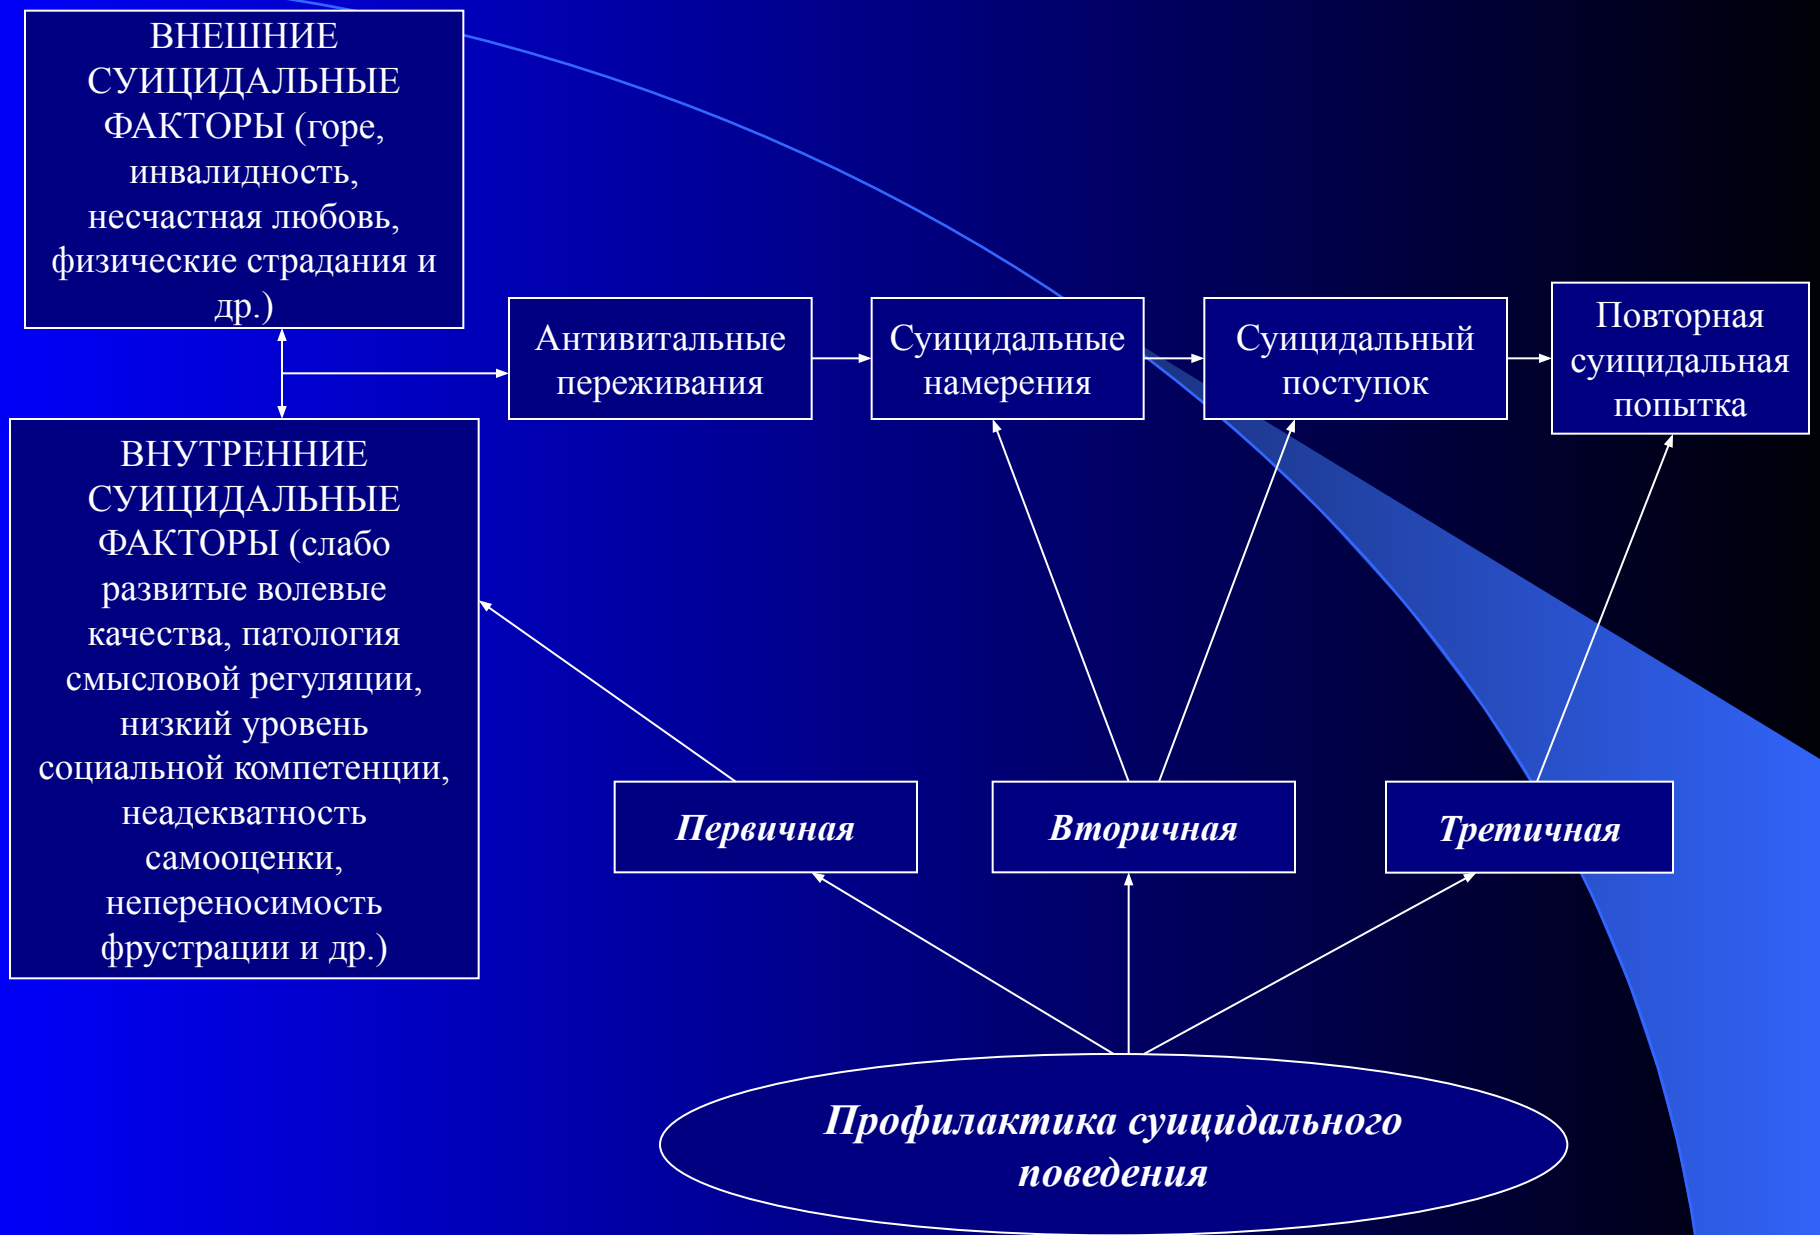 ВНЕШНИЕ
СУИЦИДАЛЬНЫЕ
ФАКТОРЫ (горе,
инвалидность,
несчастная любовь,
физические страдания и
др.)
Антивитальные
переживания
Суицидальные
намерения
Суицидальный
поступок
Повторная
суицидальная
попытка
ВНУТРЕННИЕ
СУИЦИДАЛЬНЫЕ
ФАКТОРЫ (слабо
развитые волевые
качества, патология
смысловой регуляции,
низкий уровень
социальной компетенции,
неадекватность
самооценки,
непереносимость
фрустрации и др.)
Первичная
Вторичная
Третичная
Профилактика суицидального
поведения